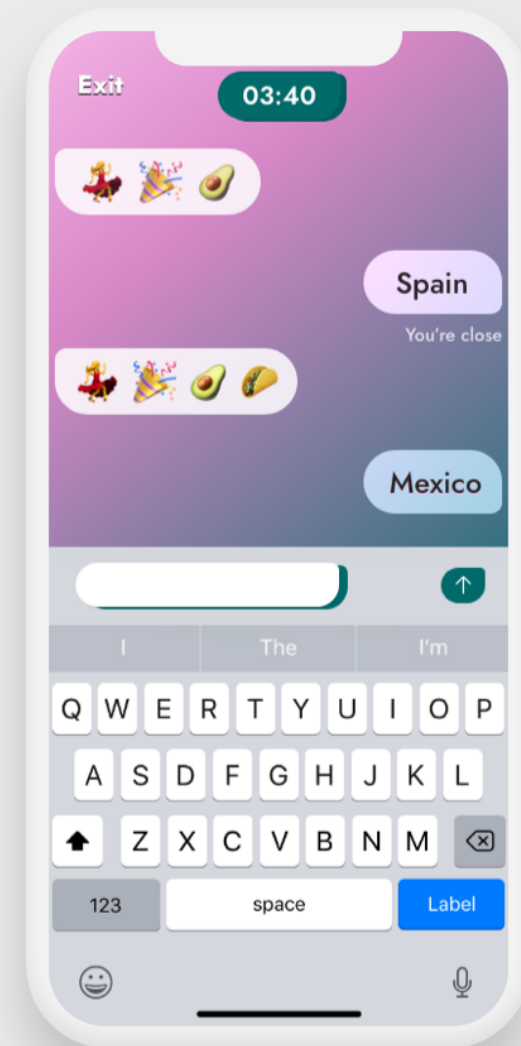 Exit
03:40
💃 🎉 🥑
Spain
You're close
💃 🎉 🥑 🌮
Mexico
I The I'm
Q W E R T Y U I O P
A S D F G H J K L
Z X C V B N M
123 space Label